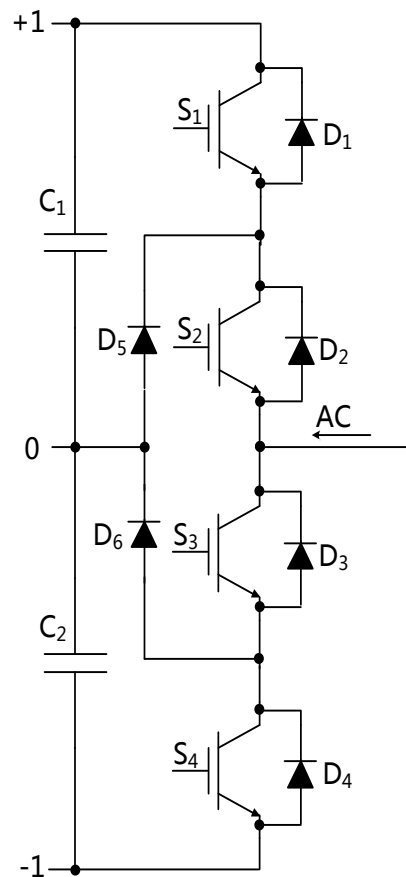 +1
S₁
D₁
C₁
S₂
D₅
D₂
AC
0
S₃
D₆
D₃
C₂
S₄
D₄
-1